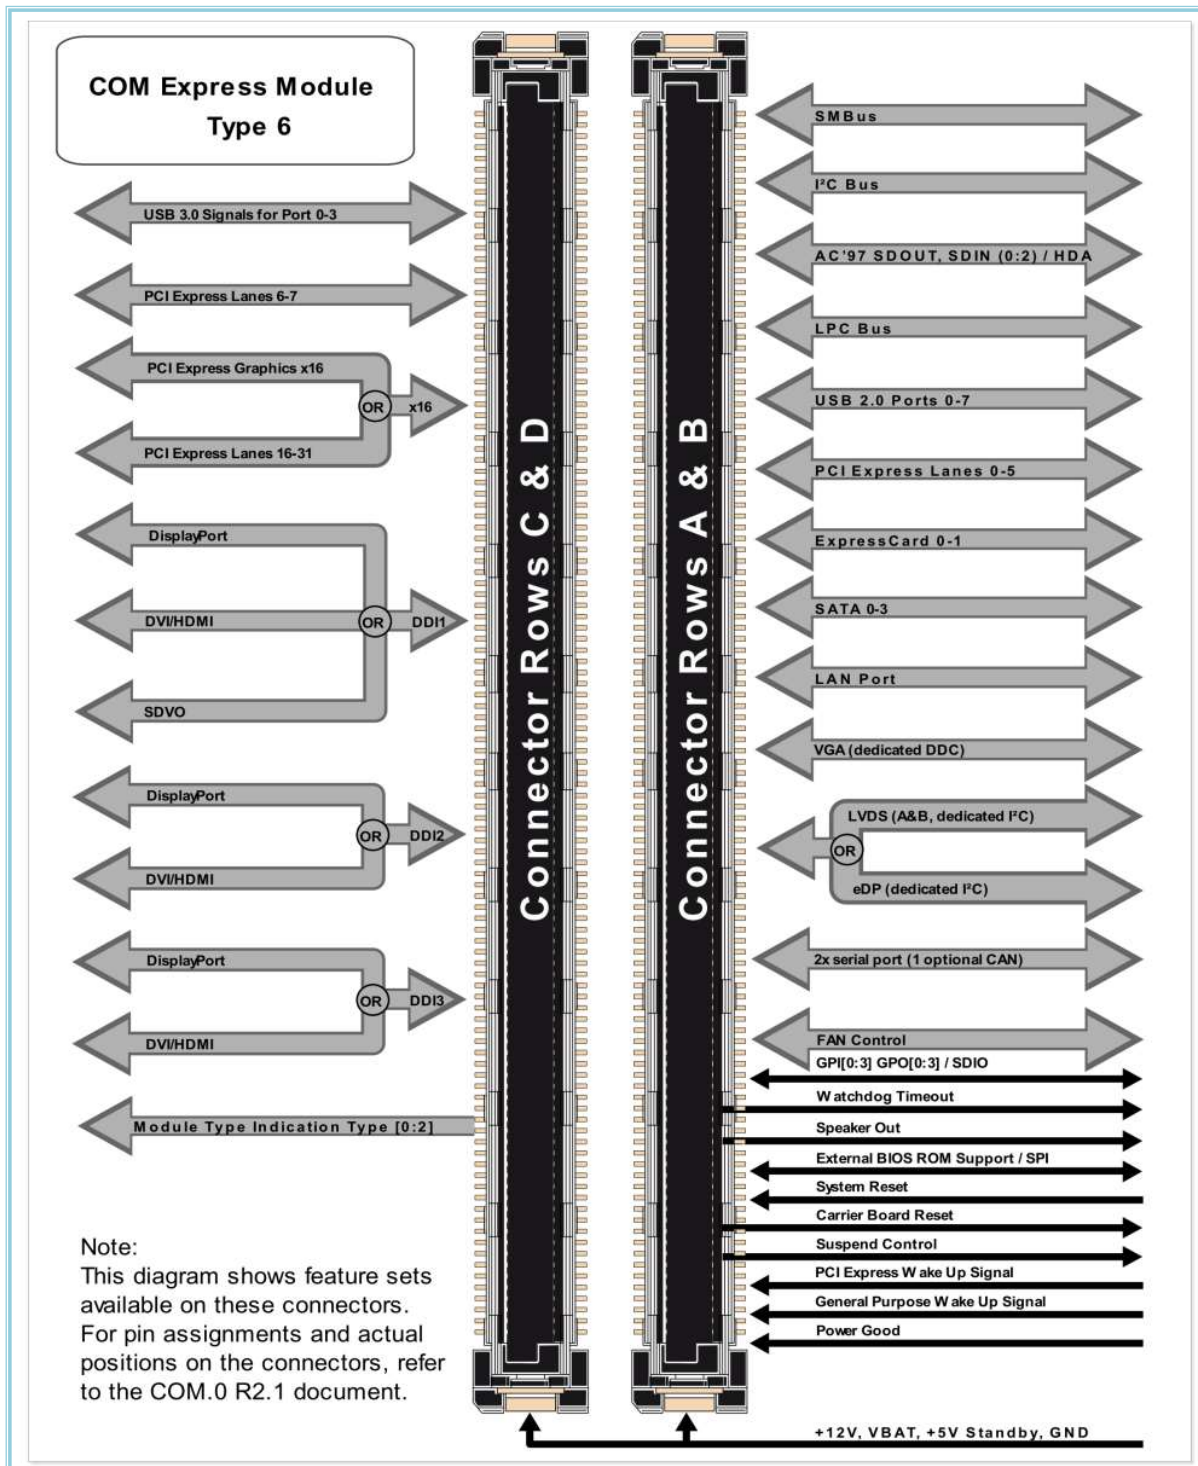 COM Express Module
Type 6
USB 3.0 Signals for Port 0-3
PCI Express Lanes 6-7
PCI Express Graphics x16
OR
x16
PCI Express Lanes 16-31
DisplayPort
DVI/HDMI
OR
DDI1
SDVO
DisplayPort
OR
DDI2
DVI/HDMI
DisplayPort
OR
DDI3
DVI/HDMI
Module Type Indication Type [0:2]
Note:
This diagram shows feature sets
available on these connectors.
For pin assignments and actual
positions on the connectors, refer
to the COM.0 R2.1 document.
Connector Rows C & D
Connector Rows A & B
SMBus
I²C Bus
AC'97 SDOUT, SDIN (0:2) / HDA
LPC Bus
USB 2.0 Ports 0-7
PCI Express Lanes 0-5
ExpressCard 0-1
SATA 0-3
LAN Port
VGA (dedicated DDC)
LVDS (A&B, dedicated I²C)
OR
eDP (dedicated I²C)
2x serial port (1 optional CAN)
FAN Control
GPI[0:3] GPO[0:3] / SDIO
Watchdog Timeout
Speaker Out
External BIOS ROM Support / SPI
System Reset
Carrier Board Reset
Suspend Control
PCI Express Wake Up Signal
General Purpose Wake Up Signal
Power Good
+12V, VBAT, +5V Standby, GND